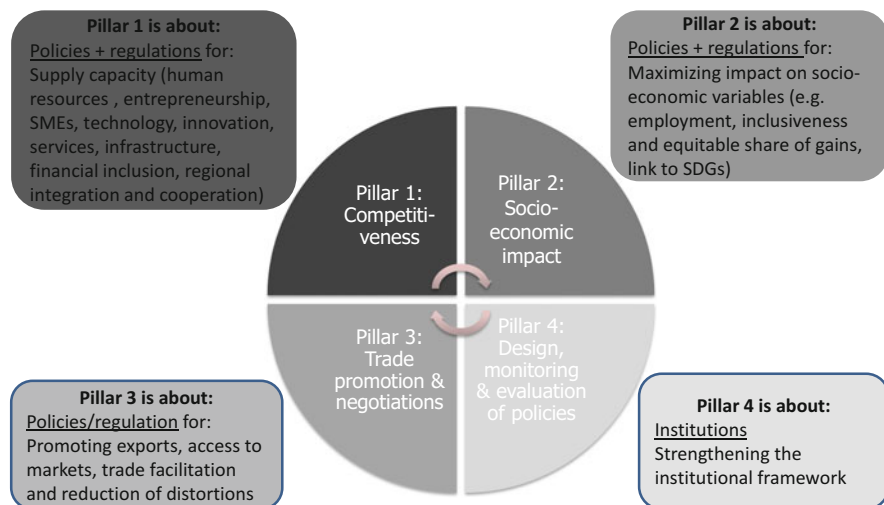 Pillar 1 is about:
Policies + regulations for:
Supply capacity (human
resources , entrepreneurship,
SMEs, technology, innovation,
services, infrastructure,
financial inclusion, regional
integration and cooperation)
Pillar 2 is about:
Policies + regulations for:
Maximizing impact on socio-
economic variables (e.g.
employment, inclusiveness
and equitable share of gains,
link to SDGs)
Pillar 1:
Competiti-
veness
Pillar 2:
Socio-
economic
impact
Pillar 3:
Trade
promotion &
negotiations
Pillar 4:
Design,
monitoring
& evaluation
of policies
Pillar 3 is about:
Policies/regulation for:
Promoting exports, access to
markets, trade facilitation
and reduction of distortions
Pillar 4 is about:
Institutions
Strengthening the
institutional framework